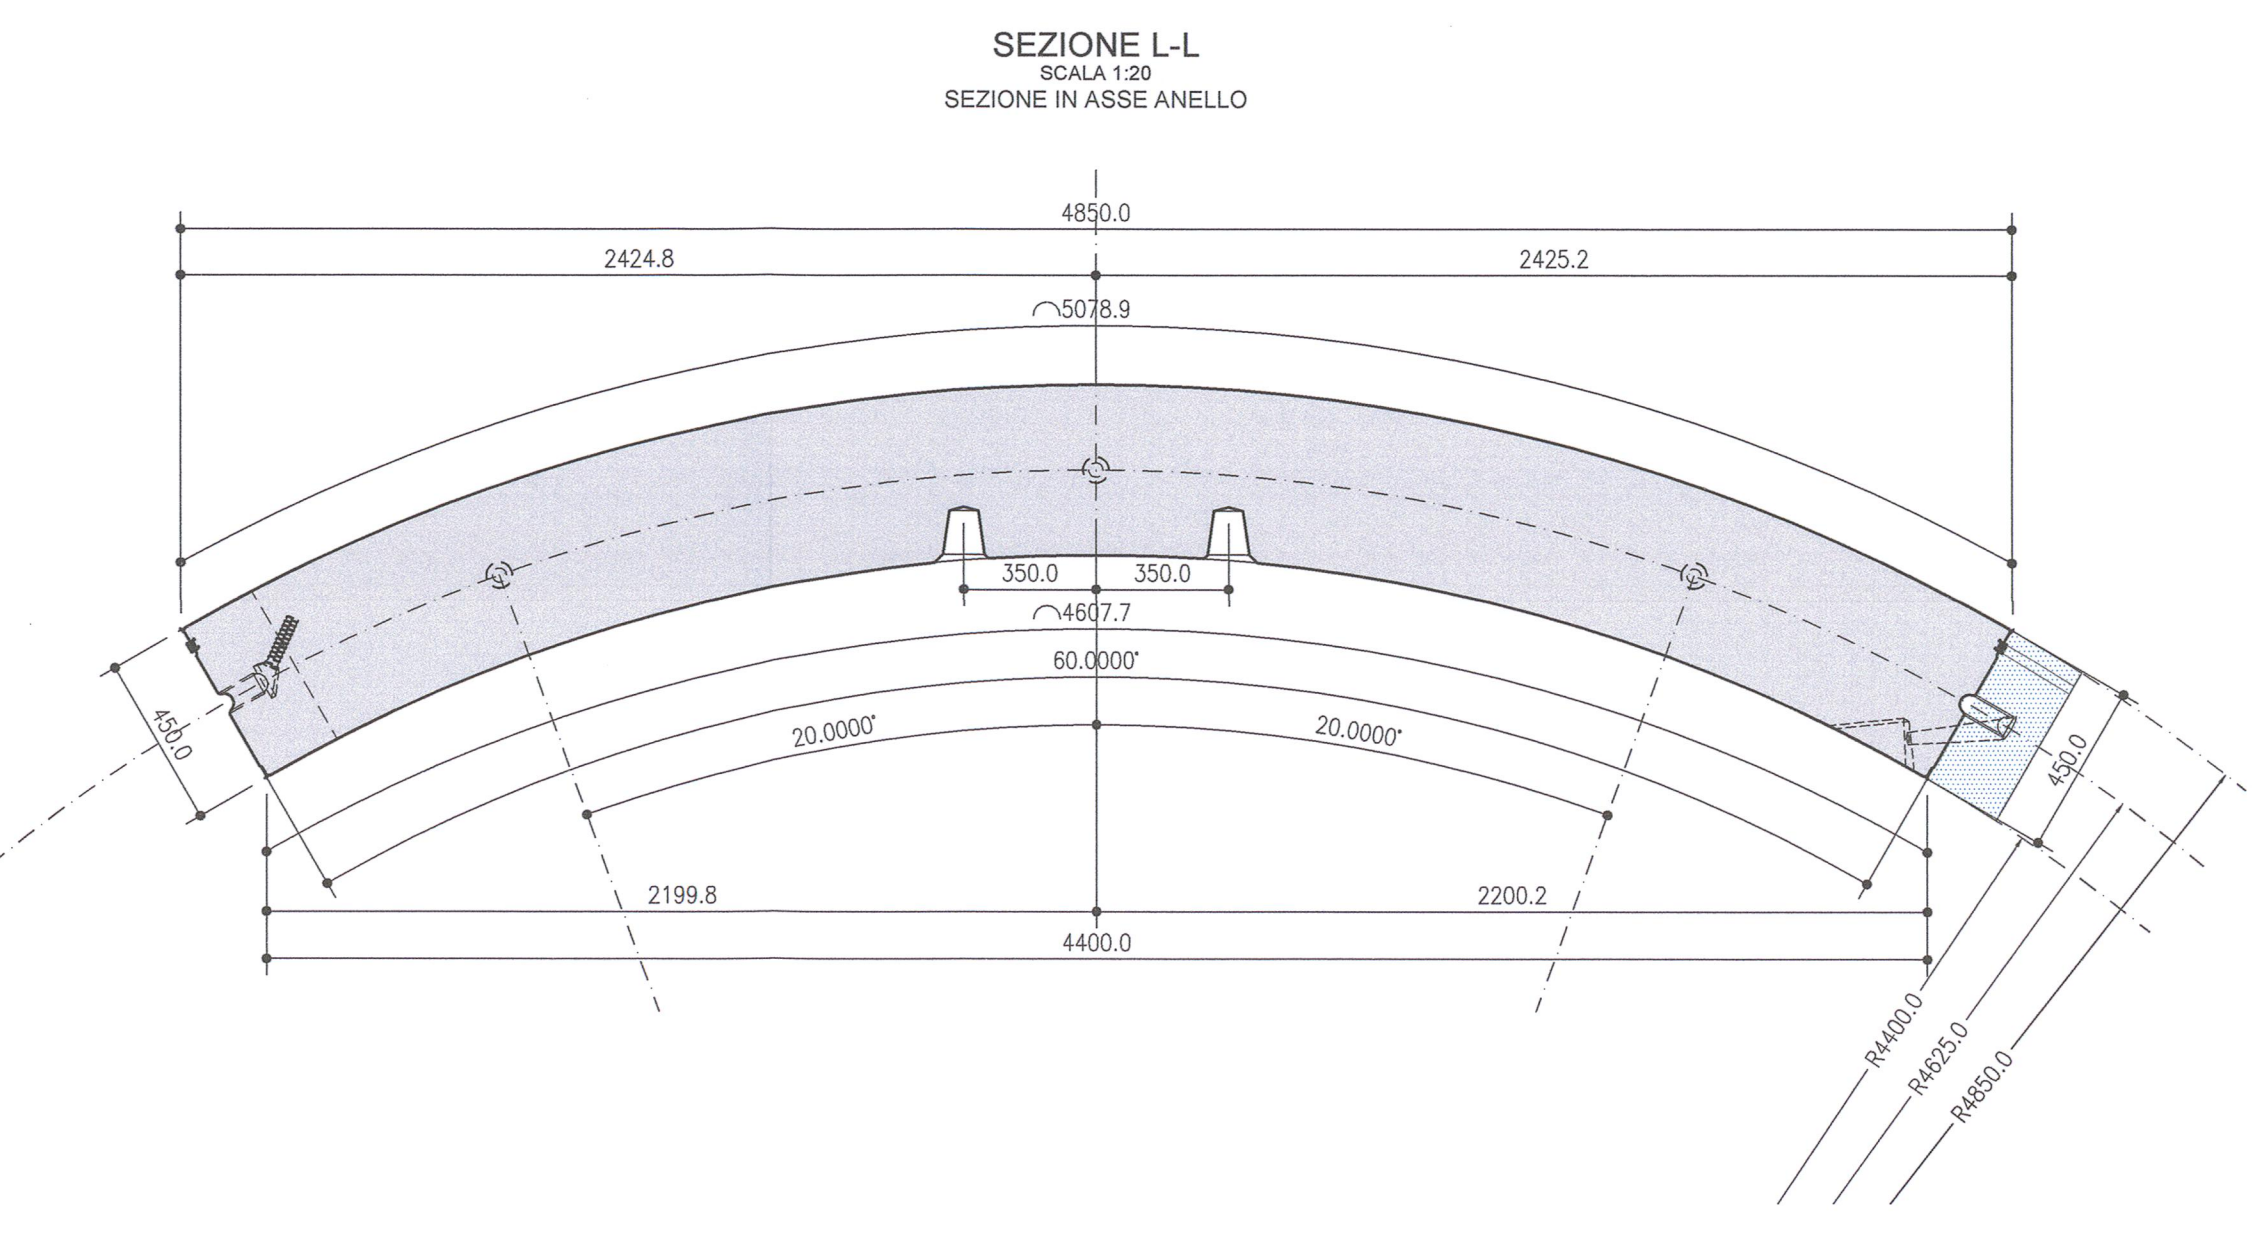 SEZIONE L-L
SCALA 1:20
SEZIONE IN ASSE ANELLO
4850.0
2424.8
2425.2
⌒5078.9
350.0
350.0
⌒4607.7
60.0000°
20.0000°
20.0000°
450.0
450.0
2199.8
2200.2
4400.0
R4400.0
R4625.0
R4850.0